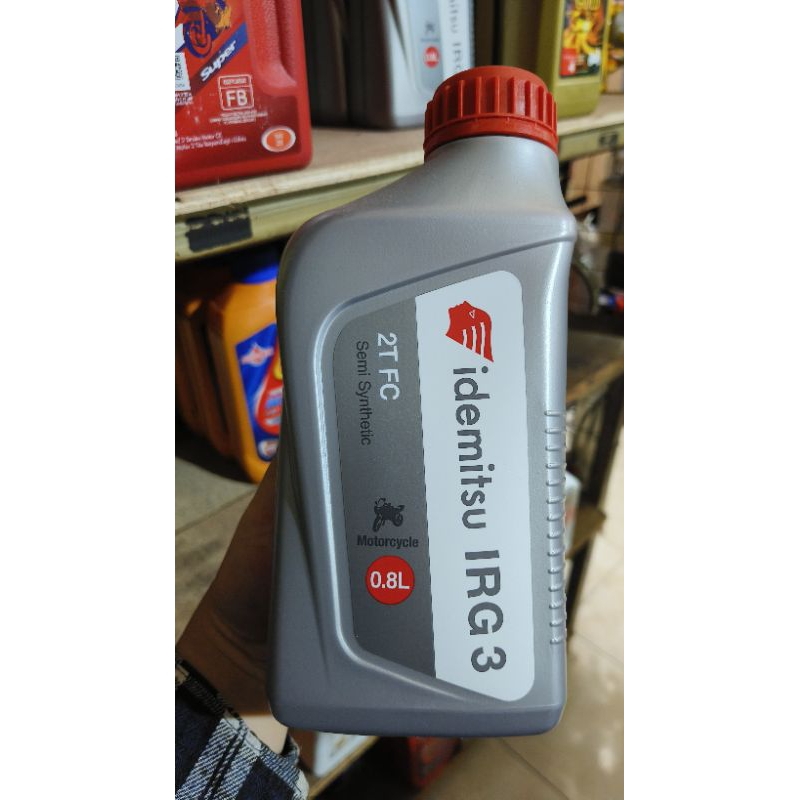 idemitsu IRG 3
2T FC
Semi Synthetic
Motorcycle
0.8L
Super
FB